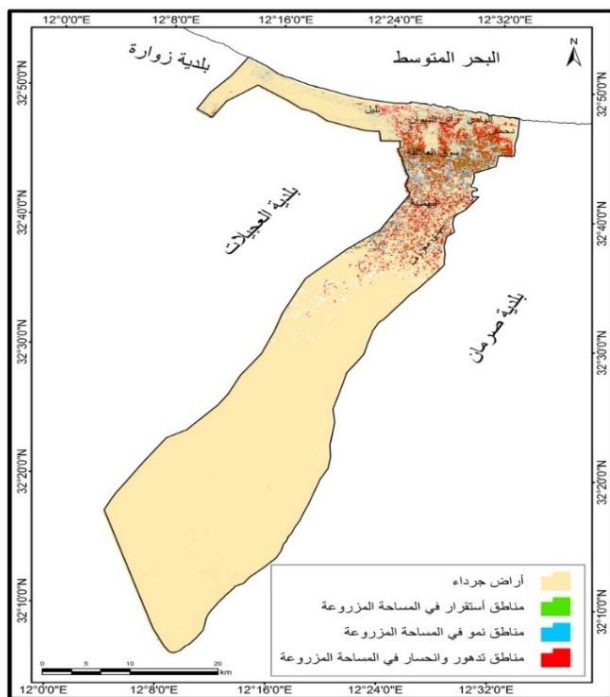 12°0'0"E 12°8'0"E 12°16'0"E 12°24'0"E 12°32'0"E
N
البحر المتوسط
بلدية زوارة
32°50'0"N 32°50'0"N
تليل
سوق العلالقة
32°40'0"N 32°40'0"N
بلدية العجيلات
بلدية صرمان
32°30'0"N 32°30'0"N
32°20'0"N 32°20'0"N
32°10'0"N 32°10'0"N
أراض جرداء
مناطق أستقرار في المساحة المزروعة
مناطق نمو في المساحة المزروعة
مناطق تدهور وانحسار في المساحة المزروعة
0 5 10 20
km
12°0'0"E 12°8'0"E 12°16'0"E 12°24'0"E 12°32'0"E